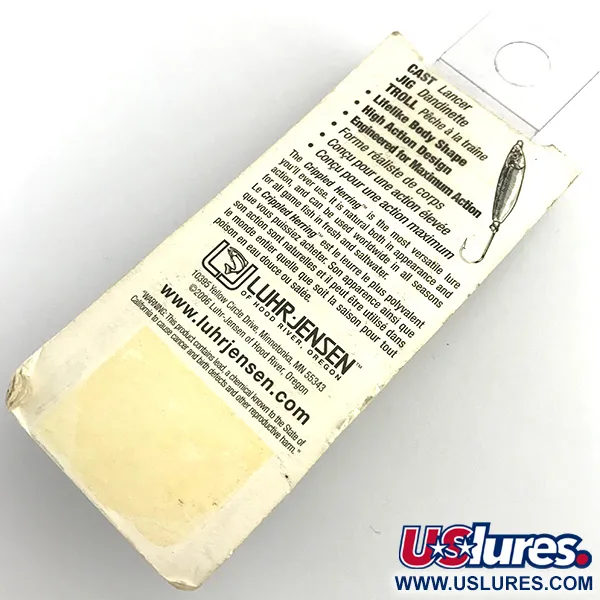 CAST Lancer
JIG Dandinette
TROLL Pêche à la traîne
• Lifelike Body Shape
• High Action Design
• Engineered for Maximum Action
• Forme réaliste de corps
• Conçu pour une action élevée
• Conçu pour une action maximum
The Crippled Herring™ is the most versatile lure
you'll ever use. It is natural both in appearance and
action, and can be used worldwide in all seasons
for all game fish in fresh and saltwater.
Le Crippled Herring™ est le leurre le plus polyvalent
que vous puissiez acheter. Son apparence ainsi que
son action sont naturelles et il peut être utilisé dans
le monde entier quelle que soit la saison pour tout
poison en eau douce ou salée.
LUHR-JENSEN™
OF HOOD RIVER, OREGON
10395 Yellow Circle Drive, Minnetonka, MN 55343
©2006 Luhr-Jensen of Hood River, Oregon
www.luhrjensen.com
"WARNING: This product contains lead, a chemical known to the State of
California to cause cancer and birth defects and other reproductive harm."
USlures.
WWW.USLURES.COM